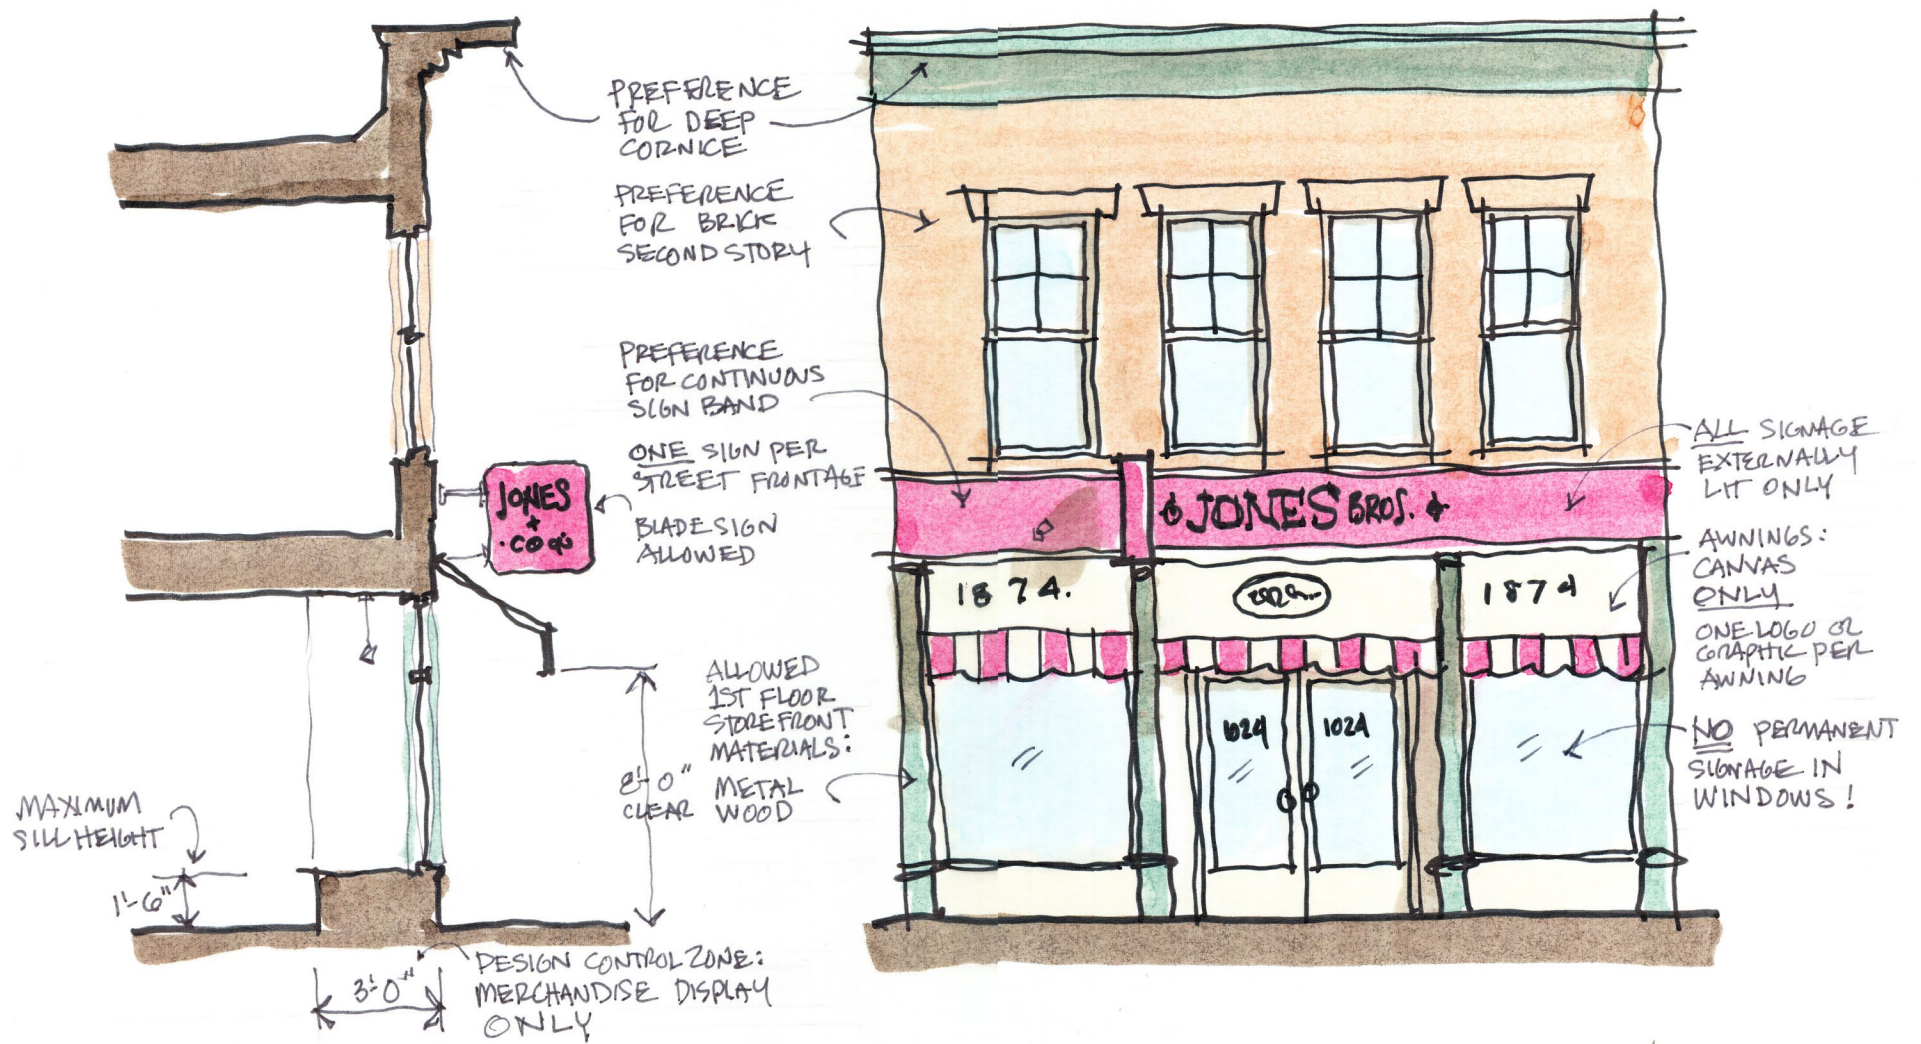 PREFERENCE
FOR DEEP
CORNICE
PREFERENCE
FOR BRICK
SECOND STORY
PREFERENCE
FOR CONTINUOUS
SIGN BAND
ONE SIGN PER
STREET FRONTAGE
BLADE SIGN
ALLOWED
JONES
+
CO
ALLOWED
1ST FLOOR
STOREFRONT
MATERIALS:
METAL
WOOD
8'-0"
CLEAR
MAXIMUM
SILL HEIGHT
1'-6"
3'-0"
DESIGN CONTROL ZONE:
MERCHANDISE DISPLAY
ONLY
JONES BROS.
1874.
1874
1024
1024
ALL SIGNAGE
EXTERNALLY
LIT ONLY
AWNINGS:
CANVAS
ONLY
ONE LOGO OR
GRAPHIC PER
AWNING
NO PERMANENT
SIGNAGE IN
WINDOWS!